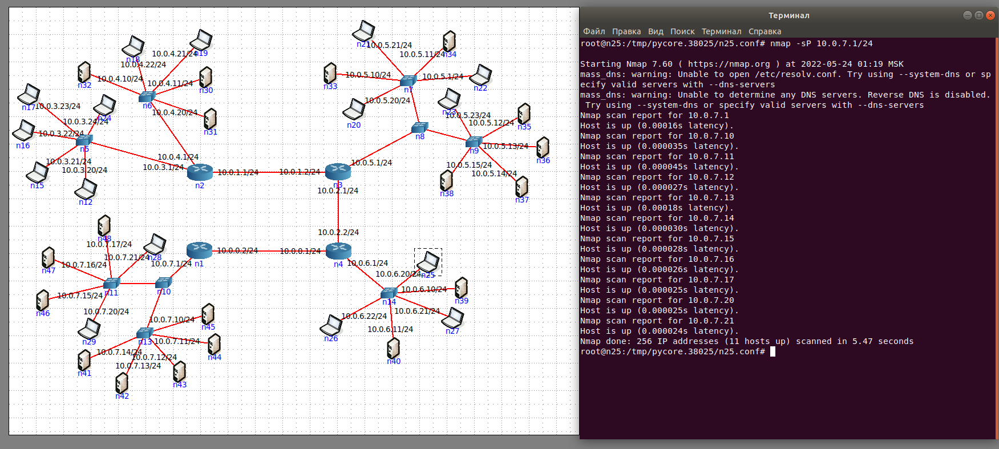 n21
10.0.5.21/24
n34
10.0.5.11/24
n18
10.0.4.21/24
n19
10.0.4.22/24
n32
10.0.4.10/24
10.0.4.11/24
n30
n33
10.0.5.10/24
10.0.5.1/24
n22
n7
n17
10.0.3.23/24
n6
10.0.4.20/24
10.0.5.20/24
n23
10.0.5.23/24
n24
10.0.3.24/24
n20
n31
10.0.5.12/24
n35
10.0.3.22/24
n16
n8
n5
n9
10.0.5.13/24
n36
10.0.4.1/24
10.0.3.21/24
10.0.5.1/24
10.0.5.15/24
10.0.3.1/24
10.0.3.20/24
10.0.1.1/24
10.0.1.2/24
10.0.5.14/24
n15
n2
n3
10.0.2.1/24
n38
n37
n12
10.0.2.2/24
n48
10.0.7.17/24
10.0.0.2/24
10.0.0.1/24
n28
10.0.7.21/24
10.0.7.1/24
n1
n4
10.0.6.1/24
10.0.7.16/24
n47
10.0.6.20/24
n25
n11
n10
10.0.6.10/24
10.0.7.15/24
n14
n39
n46
10.0.7.20/24
10.0.6.21/24
10.0.6.22/24
10.0.7.10/24
n45
10.0.6.11/24
n27
n26
n29
n13
10.0.7.11/24
10.0.7.14/24
10.0.7.12/24
n44
n40
10.0.7.13/24
n41
n43
n42
Терминал
Файл Правка Вид Поиск Терминал Справка
root@n25:/tmp/pycore.38025/n25.conf# nmap -sP 10.0.7.1/24
Starting Nmap 7.60 ( https://nmap.org ) at 2022-05-24 01:19 MSK
mass_dns: warning: Unable to open /etc/resolv.conf. Try using --system-dns or sp
ecify valid servers with --dns-servers
mass_dns: warning: Unable to determine any DNS servers. Reverse DNS is disabled.
Try using --system-dns or specify valid servers with --dns-servers
Nmap scan report for 10.0.7.1
Host is up (0.00016s latency).
Nmap scan report for 10.0.7.10
Host is up (0.000035s latency).
Nmap scan report for 10.0.7.11
Host is up (0.000045s latency).
Nmap scan report for 10.0.7.12
Host is up (0.000027s latency).
Nmap scan report for 10.0.7.13
Host is up (0.00018s latency).
Nmap scan report for 10.0.7.14
Host is up (0.000030s latency).
Nmap scan report for 10.0.7.15
Host is up (0.000028s latency).
Nmap scan report for 10.0.7.16
Host is up (0.000026s latency).
Nmap scan report for 10.0.7.17
Host is up (0.000025s latency).
Nmap scan report for 10.0.7.20
Host is up (0.000025s latency).
Nmap scan report for 10.0.7.21
Host is up (0.000024s latency).
Nmap done: 256 IP addresses (11 hosts up) scanned in 5.47 seconds
root@n25:/tmp/pycore.38025/n25.conf#